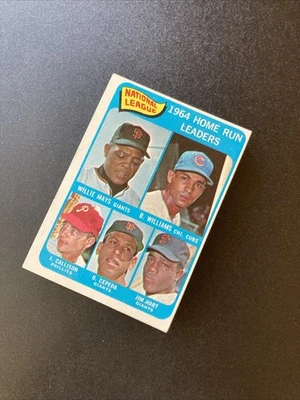 NATIONAL
LEAGUE
1964 HOME RUN
LEADERS
WILLIE MAYS GIANTS
B. WILLIAMS CHI. CUBS
J. CALLISON
PHILLIES
O. CEPEDA
GIANTS
JIM HART
GIANTS